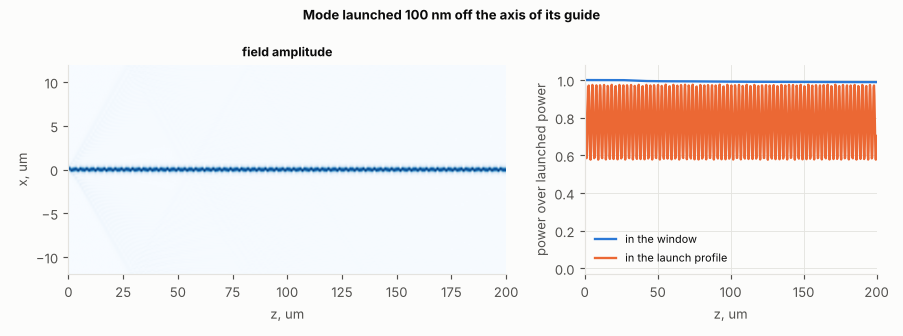 Mode launched 100 nm off the axis of its guide
field amplitude
x, um
10
5
0
−5
−10
0 25 50 75 100 125 150 175 200
z, um
power over launched power
1.0
0.8
0.6
0.4
0.2
0.0
in the window
in the launch profile
0 50 100 150 200
z, um